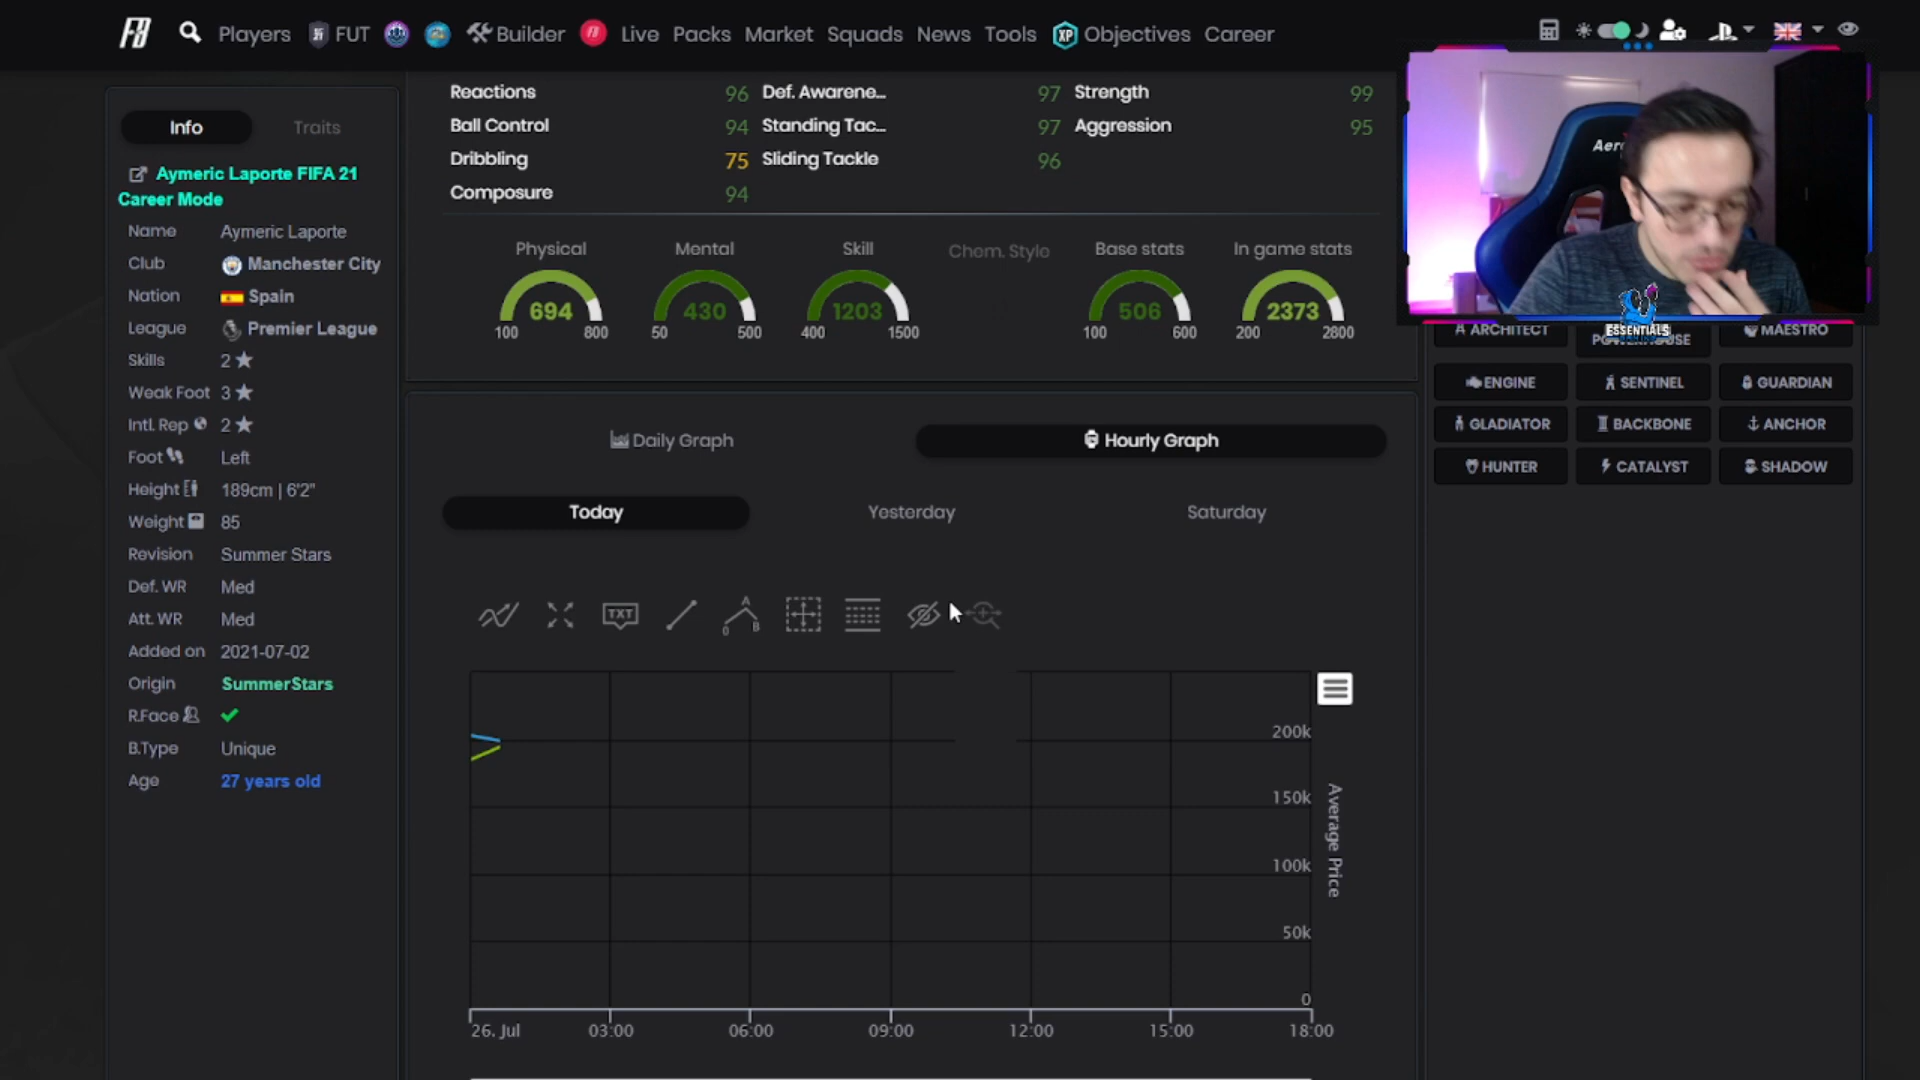 Players FUT Builder Live Packs Market Squads News Tools XP Objectives Career
Info Traits
Aymeric Laporte FIFA 21
Career Mode
Name Aymeric Laporte
Club Manchester City
Nation Spain
League Premier League
Skills 2
Weak Foot 3
Intl. Rep 2
Foot Left
Height 189cm | 6'2"
Weight 85
Revision Summer Stars
Def. WR Med
Att. WR Med
Added on 2021-07-02
Origin SummerStars
R.Face
B.Type Unique
Age 27 years old
Reactions 96 Def. Awarene... 97 Strength 99
Ball Control 94 Standing Tac... 97 Aggression 95
Dribbling 75 Sliding Tackle 96
Composure 94
Physical Mental Skill Chem. Style Base stats In game stats
694 430 1203 506 2373
100 800 50 500 400 1500 100 600 200 2800
Daily Graph Hourly Graph
Today Yesterday Saturday
TXT
0 A B
200k
150k
100k
50k
0
Average Price
26. Jul 03:00 06:00 09:00 12:00 15:00 18:00
Aer
ESSENTIALS
ARCHITECT POWERHOUSE MAESTRO
ENGINE SENTINEL GUARDIAN
GLADIATOR BACKBONE ANCHOR
HUNTER CATALYST SHADOW